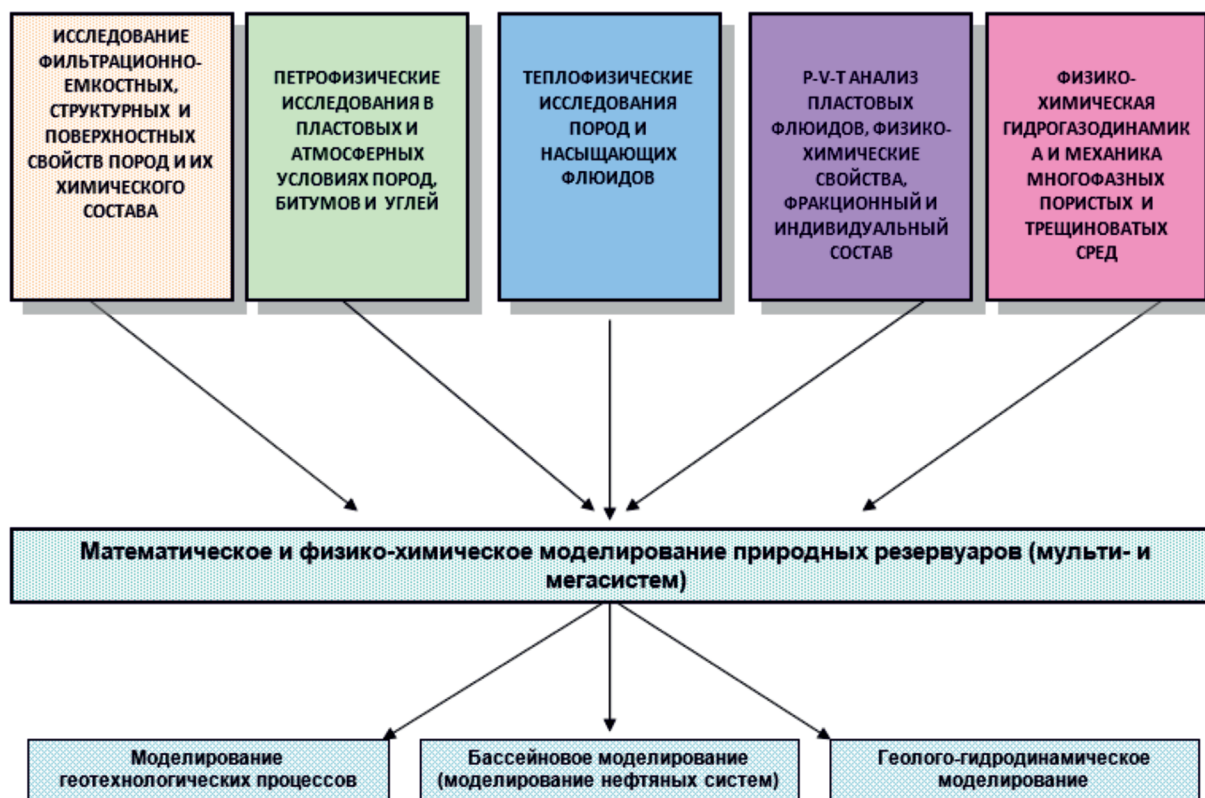 ИССЛЕДОВАНИЕ
ФИЛЬТРАЦИОННО-
ЕМКОСТНЫХ,
СТРУКТУРНЫХ И
ПОВЕРХНОСТНЫХ
СВОЙСТВ ПОРОД И ИХ
ХИМИЧЕСКОГО
СОСТАВА
ПЕТРОФИЗИЧЕСКИЕ
ИССЛЕДОВАНИЯ В
ПЛАСТОВЫХ И
АТМОСФЕРНЫХ
УСЛОВИЯХ ПОРОД,
БИТУМОВ И УГЛЕЙ
ТЕПЛОФИЗИЧЕСКИЕ
ИССЛЕДОВАНИЯ
ПОРОД И
НАСЫЩАЮЩИХ
ФЛЮИДОВ
P-V-T АНАЛИЗ
ПЛАСТОВЫХ
ФЛЮИДОВ, ФИЗИКО-
ХИМИЧЕСКИЕ
СВОЙСТВА,
ФРАКЦИОННЫЙ И
ИНДИВИДУАЛЬНЫЙ
СОСТАВ
ФИЗИКО-
ХИМИЧЕСКАЯ
ГИДРОГАЗОДИНАМИК
А И МЕХАНИКА
МНОГОФАЗНЫХ
ПОРИСТЫХ И
ТРЕЩИНОВАТЫХ
СРЕД
Математическое и физико-химическое моделирование природных резервуаров (мульти- и
мегасистем)
Моделирование
геотехнологических процессов
Бассейновое моделирование
(моделирование нефтяных систем)
Геолого-гидродинамическое
моделирование